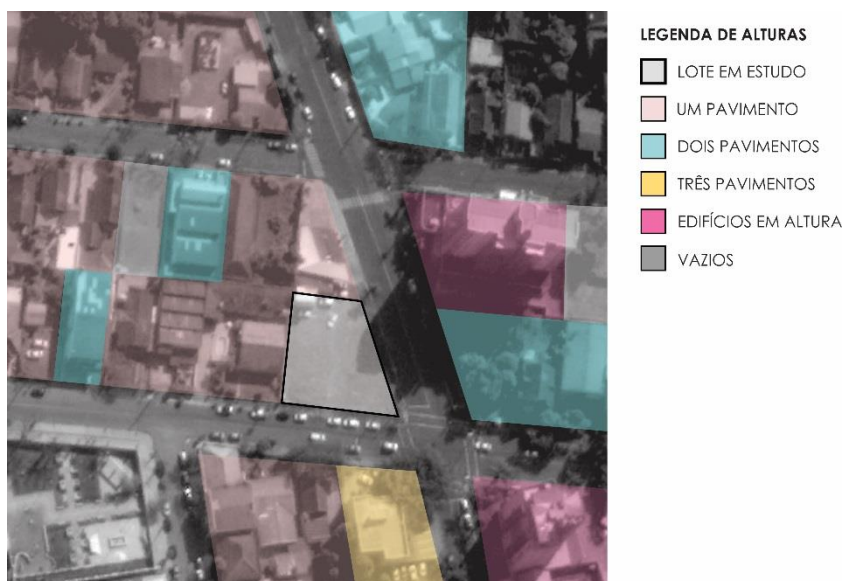 LEGENDA DE ALTURAS
LOTE EM ESTUDO
UM PAVIMENTO
DOIS PAVIMENTOS
TRÊS PAVIMENTOS
EDIFÍCIOS EM ALTURA
VAZIOS